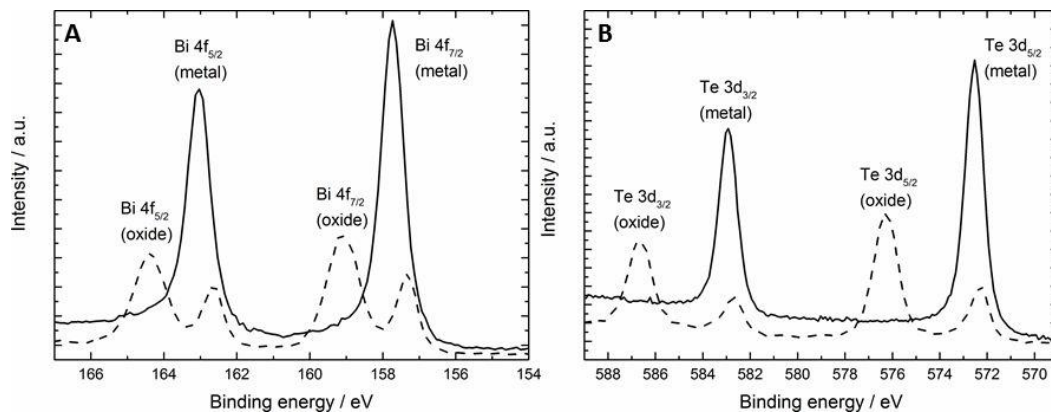 A
Bi 4f5/2
(metal)
Bi 4f7/2
(metal)
Bi 4f5/2
(oxide)
Bi 4f7/2
(oxide)
Intensity / a.u.
166 164 162 160 158 156 154
Binding energy / eV
B
Te 3d5/2
(metal)
Te 3d3/2
(metal)
Te 3d3/2
(oxide)
Te 3d5/2
(oxide)
Intensity / a.u.
588 586 584 582 580 578 576 574 572 570
Binding energy / eV